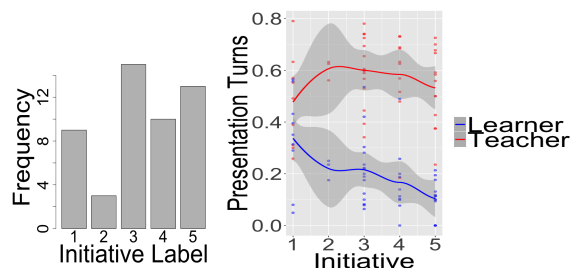 Frequency
0
4
8
12
1 2 3 4 5
Initiative Label
Presentation Turns
0.8
0.6
0.4
0.2
0.0
1 2 3 4 5
Initiative
Learner
Teacher